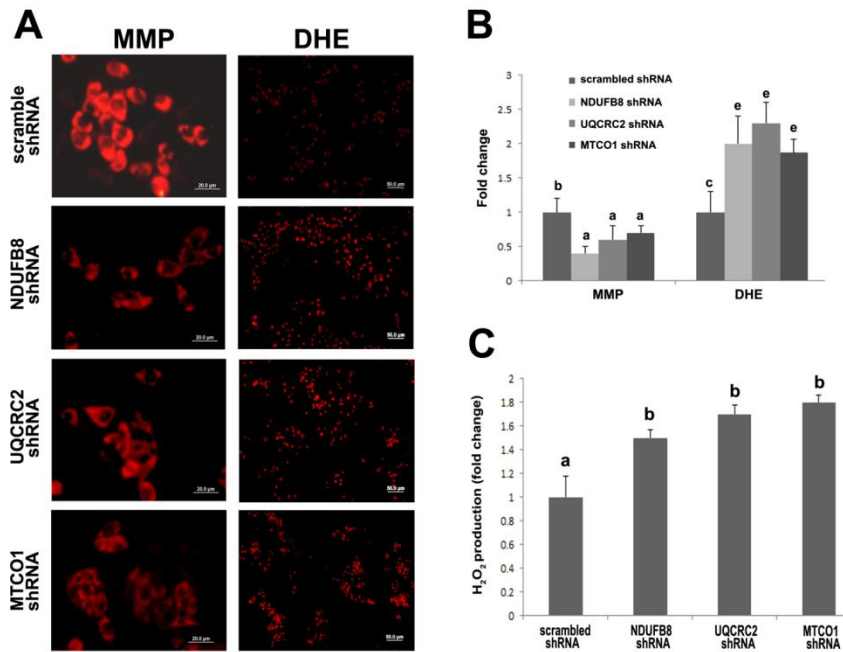 A
MMP DHE
scramble
shRNA
20.0 µm
50.0 µm
NDUFB8
shRNA
20.0 µm
50.0 µm
UQCRC2
shRNA
20.0 µm
50.0 µm
MTCO1
shRNA
20.0 µm
50.0 µm
B
Fold change
3
2.5
2
1.5
1
0.5
0
scrambled shRNA
NDUFB8 shRNA
UQCRC2 shRNA
MTCO1 shRNA
b a a a c e e e
MMP DHE
C
H₂O₂ production (fold change)
2
1.8
1.6
1.4
1.2
1
0.8
0.6
0.4
0.2
0
a b b b
scrambled NDUFB8 UQCRC2 MTCO1
shRNA shRNA shRNA shRNA